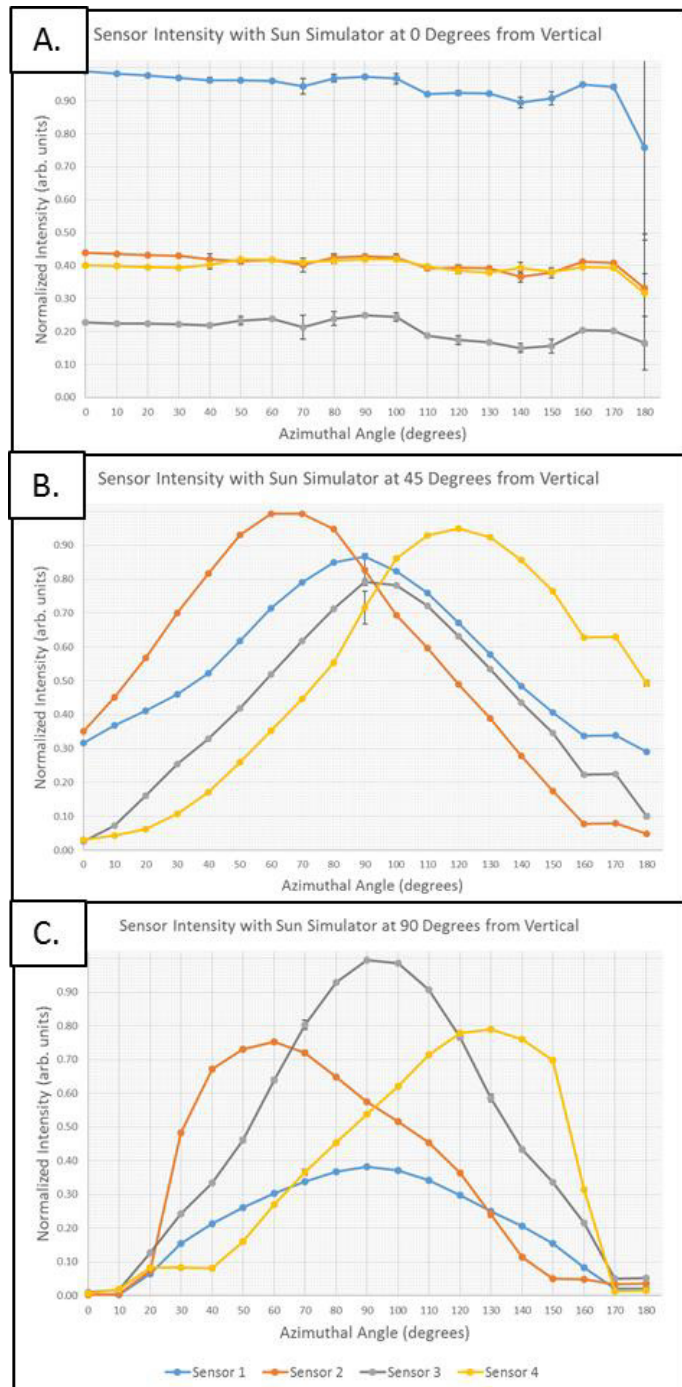 A.
Sensor Intensity with Sun Simulator at 0 Degrees from Vertical
Normalized Intensity (arb. units)
0.90
0.80
0.70
0.60
0.50
0.40
0.30
0.20
0.10
0.00
0 10 20 30 40 50 60 70 80 90 100 110 120 130 140 150 160 170 180
Azimuthal Angle (degrees)
B.
Sensor Intensity with Sun Simulator at 45 Degrees from Vertical
Normalized Intensity (arb. units)
0.90
0.80
0.70
0.60
0.50
0.40
0.30
0.20
0.10
0.00
0 10 20 30 40 50 60 70 80 90 100 110 120 130 140 150 160 170 180
Azimuthal Angle (degrees)
C.
Sensor Intensity with Sun Simulator at 90 Degrees from Vertical
Normalized Intensity (arb. units)
0.90
0.80
0.70
0.60
0.50
0.40
0.30
0.20
0.10
0.00
0 10 20 30 40 50 60 70 80 90 100 110 120 130 140 150 160 170 180
Azimuthal Angle (degrees)
Sensor 1 Sensor 2 Sensor 3 Sensor 4